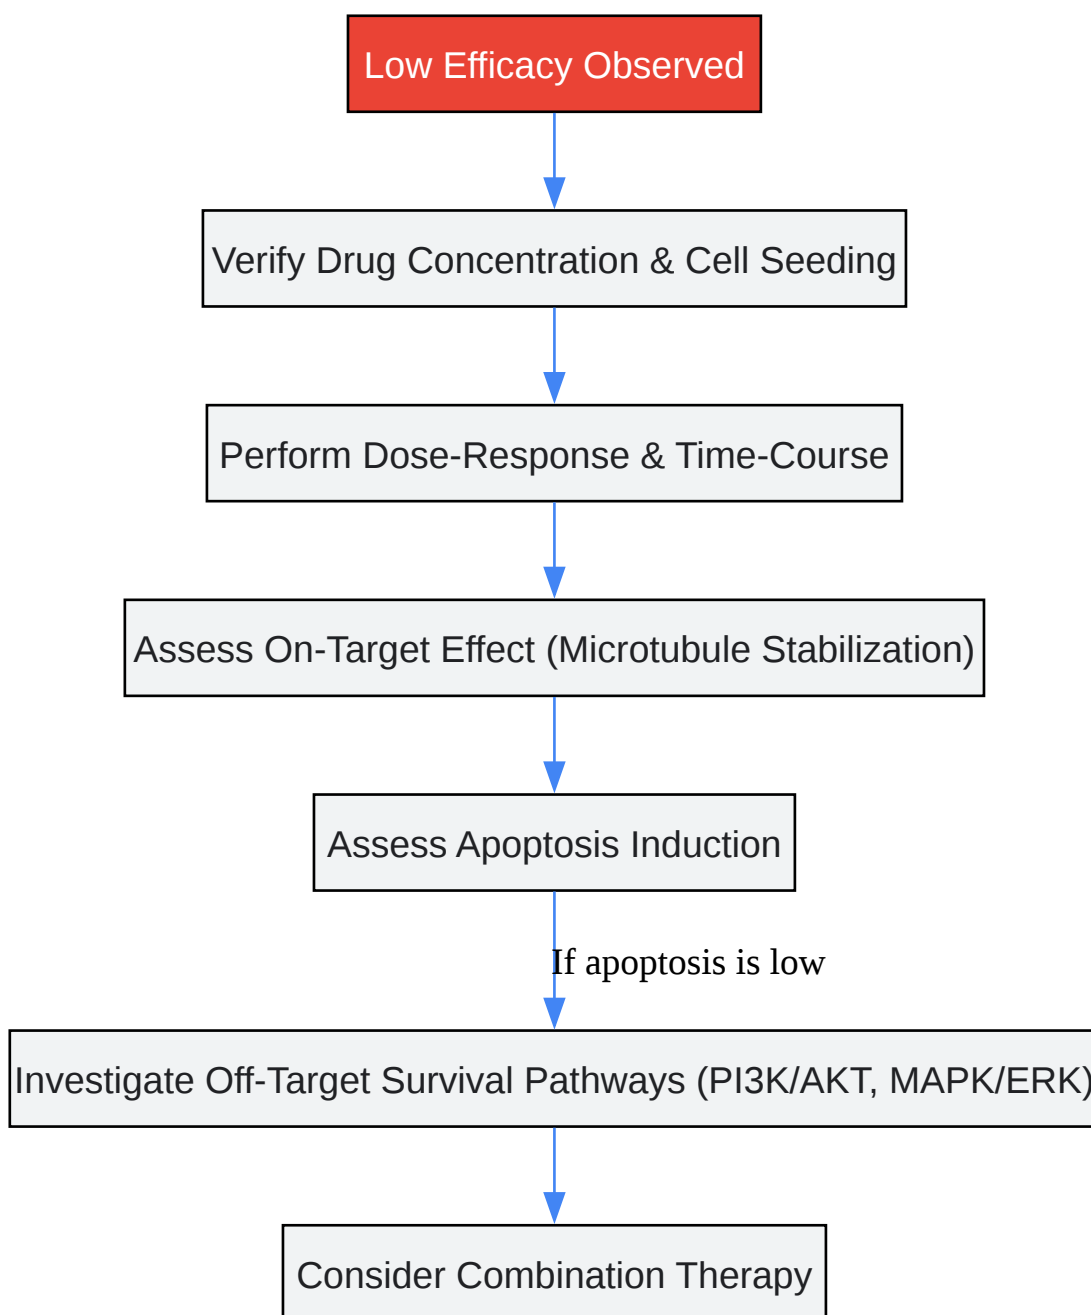 Low Efficacy Observed
Verify Drug Concentration & Cell Seeding
Perform Dose-Response & Time-Course
Assess On-Target Effect (Microtubule Stabilization)
Assess Apoptosis Induction
If apoptosis is low
Investigate Off-Target Survival Pathways (PI3K/AKT, MAPK/ERK)
Consider Combination Therapy